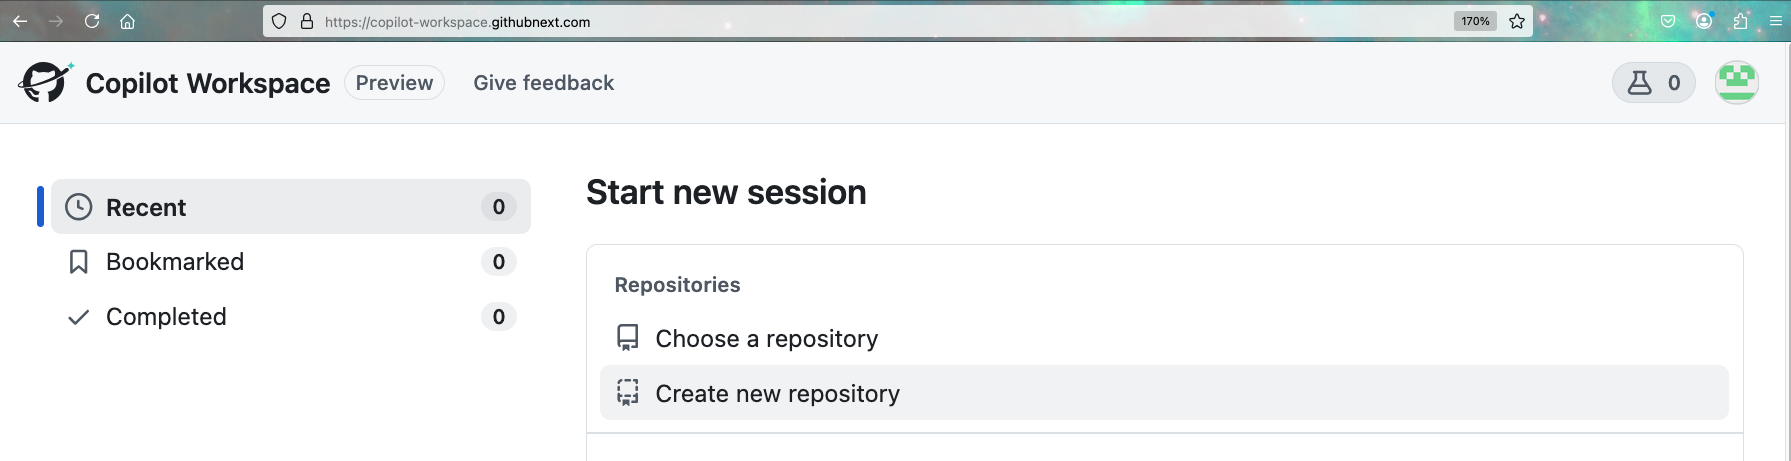 https://copilot-workspace.githubnext.com
170%
Copilot Workspace Preview Give feedback
0
Recent 0
Bookmarked 0
Completed 0
Start new session
Repositories
Choose a repository
Create new repository